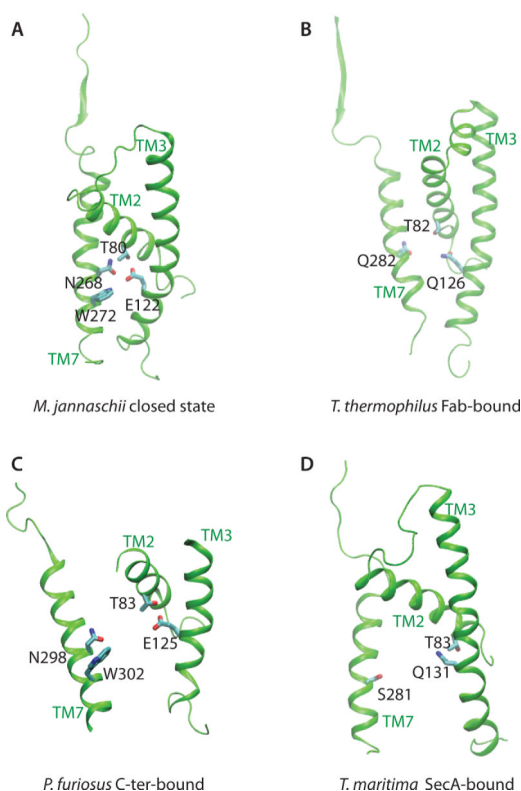 A
TM3
TM2
T80
N268
E122
W272
TM7
M. jannaschii closed state
B
TM2
TM3
T82
Q282
Q126
TM7
T. thermophilus Fab-bound
C
TM2
TM3
T83
E125
N298
W302
TM7
P. furiosus C-ter-bound
D
TM3
TM2
T83
Q131
S281
TM7
T. maritima SecA-bound